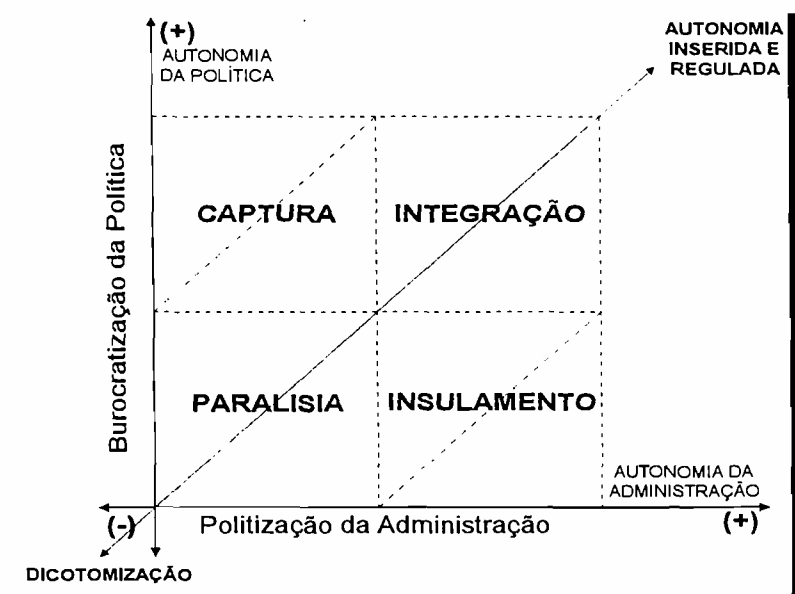 (+)
AUTONOMIA
DA POLÍTICA
AUTONOMIA
INSERIDA E
REGULADA
Burocratização da Política
CAPTURA
INTEGRAÇÃO
PARALISIA
INSULAMENTO
AUTONOMIA DA
ADMINISTRAÇÃO
(-)
Politização da Administração
(+)
DICOTOMIZAÇÃO